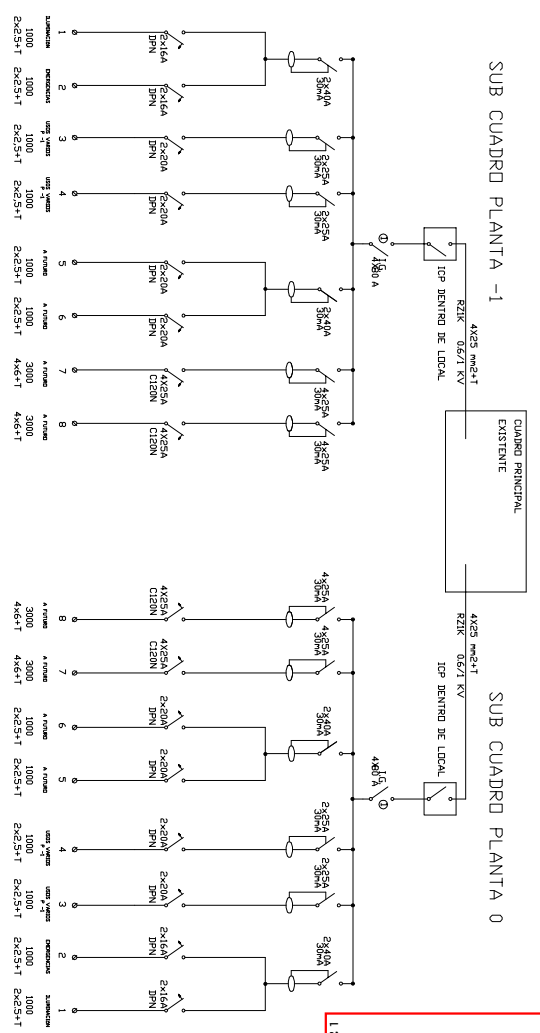 SUB CUADRO PLANTA -1
CUADRO PRINCIPAL
EXISTENTE
4X25 mm2+T
RZ1K 0.6/1 KV
ICP DENTRO DE LOCAL
I.G.
4X80 A
1
2x40A
30mA
2x25A
30mA
2x25A
30mA
2x40A
30mA
4x25A
30mA
4x25A
30mA
2x16A
DPN
2x16A
DPN
2x20A
DPN
2x20A
DPN
2x20A
DPN
2x20A
DPN
4X25A
C120N
4X25A
C120N
1
ILUMINACION
1000
2x2,5+T
2
EMERGENCIAS
1000
2x2,5+T
3
USOS VARIOS
P -1
1000
2x2,5+T
4
USOS VARIOS
P -1
1000
2x2,5+T
5
A FUTURO
1000
2x2,5+T
6
A FUTURO
1000
2x2,5+T
7
A FUTURO
3000
4x6+T
8
A FUTURO
3000
4x6+T
SUB CUADRO PLANTA 0
4X25 mm2+T
RZ1K 0.6/1 KV
ICP DENTRO DE LOCAL
I.G.
4X80 A
1
4x25A
30mA
4x25A
30mA
2x40A
30mA
2x25A
30mA
2x25A
30mA
2x40A
30mA
4X25A
C120N
4X25A
C120N
2x20A
DPN
2x20A
DPN
2x20A
DPN
2x20A
DPN
2x16A
DPN
2x16A
DPN
8
A FUTURO
3000
4x6+T
7
A FUTURO
3000
4x6+T
6
A FUTURO
1000
2x2,5+T
5
A FUTURO
1000
2x2,5+T
4
USOS VARIOS
P -1
1000
2x2,5+T
3
USOS VARIOS
P -1
1000
2x2,5+T
2
EMERGENCIAS
1000
2x2,5+T
1
ILUMINACION
1000
2x2,5+T